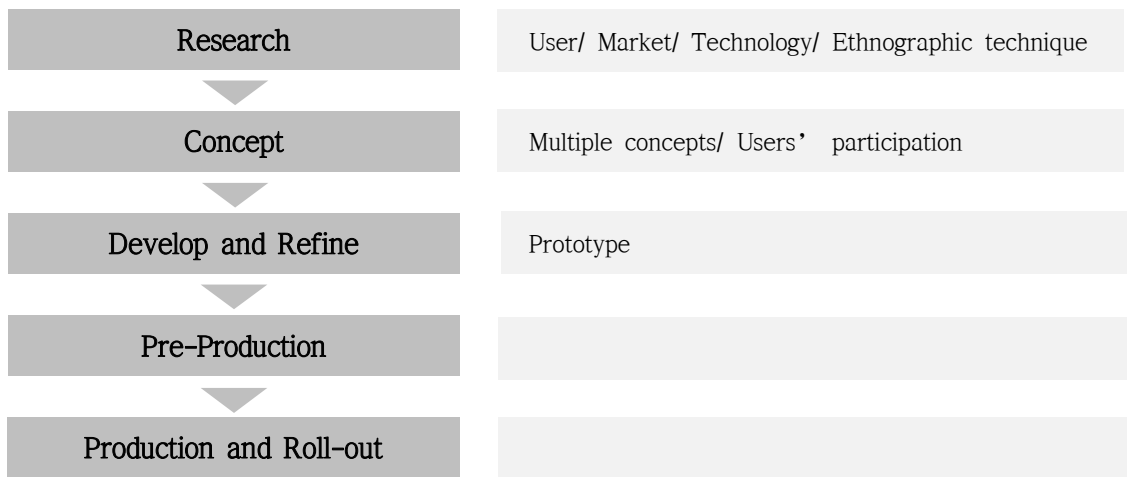 Research
User/ Market/ Technology/ Ethnographic technique
Concept
Multiple concepts/ Users’ participation
Develop and Refine
Prototype
Pre-Production
Production and Roll-out